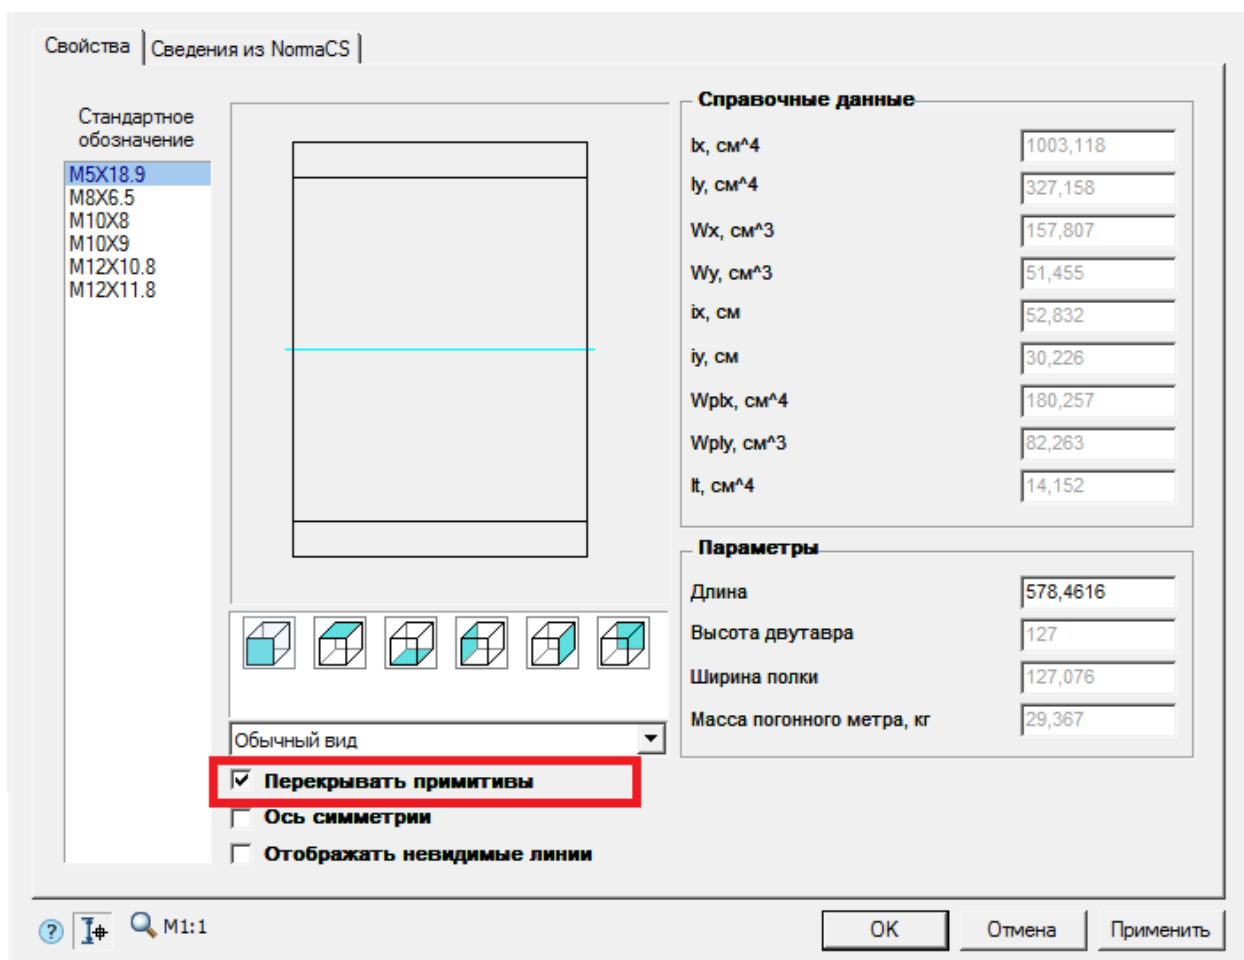 Свойства
Сведения из NormaCS
Стандартное
обозначение
M5X18.9
M8X6.5
M10X8
M10X9
M12X10.8
M12X11.8
Обычный вид
Перекрывать примитивы
Ось симметрии
Отображать невидимые линии
Справочные данные
Ix, см^4 1003,118
Iy, см^4 327,158
Wx, см^3 157,807
Wy, см^3 51,455
ix, см 52,832
iy, см 30,226
Wplx, см^4 180,257
Wply, см^3 82,263
It, см^4 14,152
Параметры
Длина 578,4616
Высота двутавра 127
Ширина полки 127,076
Масса погонного метра, кг 29,367
M1:1
OK
Отмена
Применить